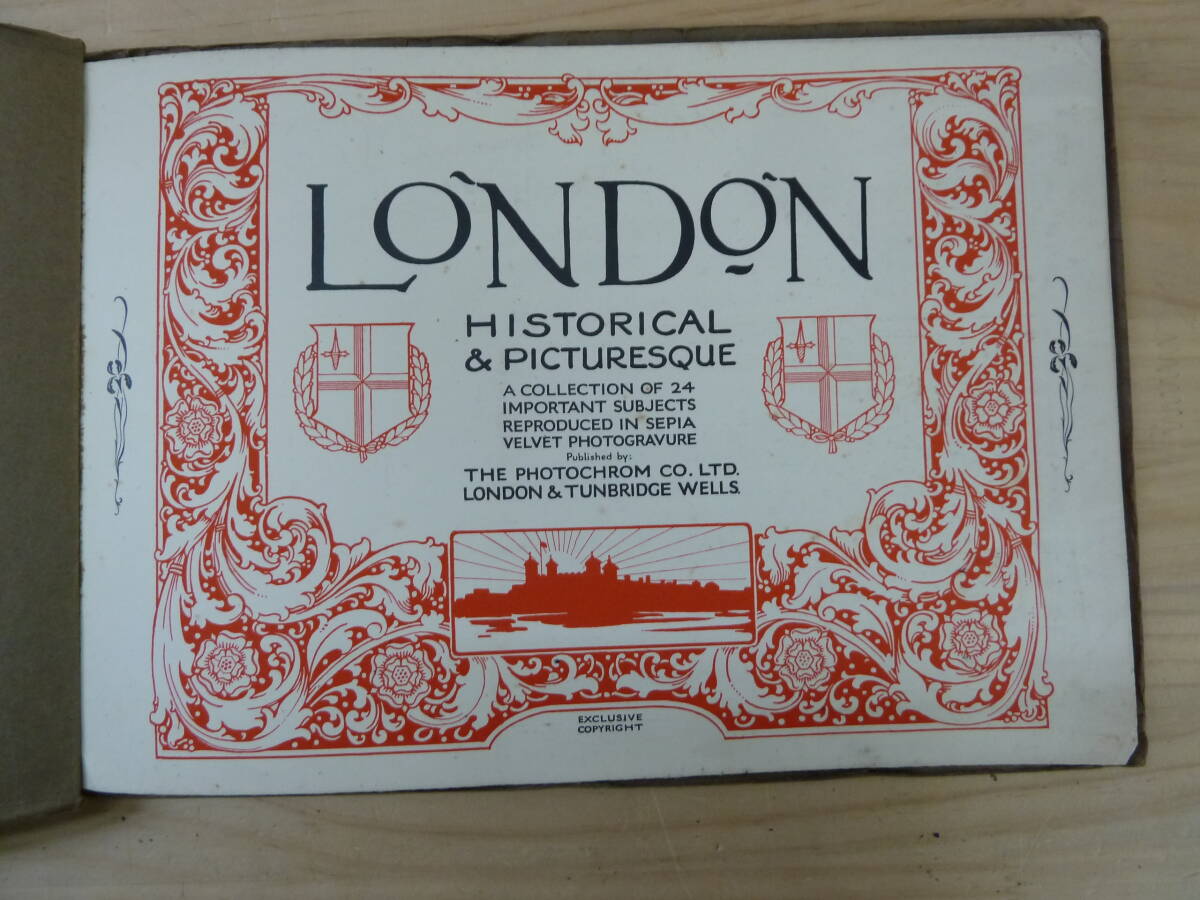 LONDON
HISTORICAL
& PICTURESQUE
A COLLECTION OF 24
IMPORTANT SUBJECTS
REPRODUCED IN SEPIA
VELVET PHOTOGRAVURE
Published by:
THE PHOTOCHROM CO. LTD.
LONDON & TUNBRIDGE WELLS.
EXCLUSIVE
COPYRIGHT